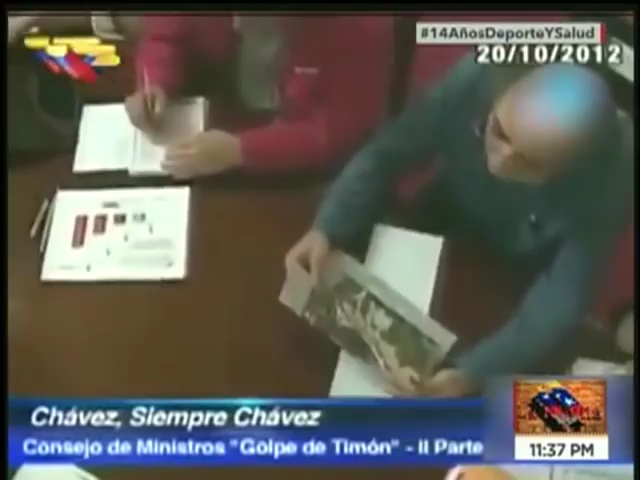 #14AñosDeporteYSalud
20/10/2012
Chávez, Siempre Chávez
Consejo de Ministros "Golpe de Timón" - II Parte
11:37 PM